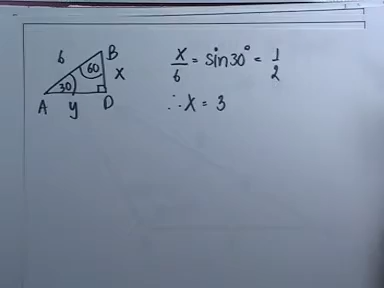 6
B
60
x
30
A
y
D
x/6 = sin30° = 1/2
∴ x = 3